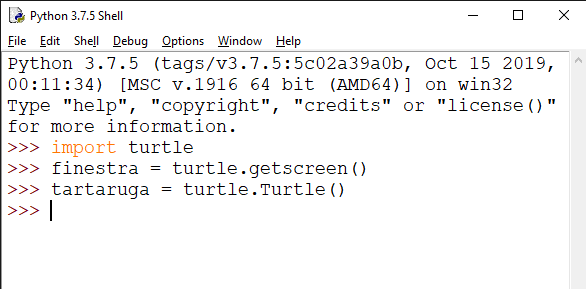 Python 3.7.5 Shell
File Edit Shell Debug Options Window Help
Python 3.7.5 (tags/v3.7.5:5c02a39a0b, Oct 15 2019,
00:11:34) [MSC v.1916 64 bit (AMD64)] on win32
Type "help", "copyright", "credits" or "license()"
for more information.
>>> import turtle
>>> finestra = turtle.getscreen()
>>> tartaruga = turtle.Turtle()
>>>